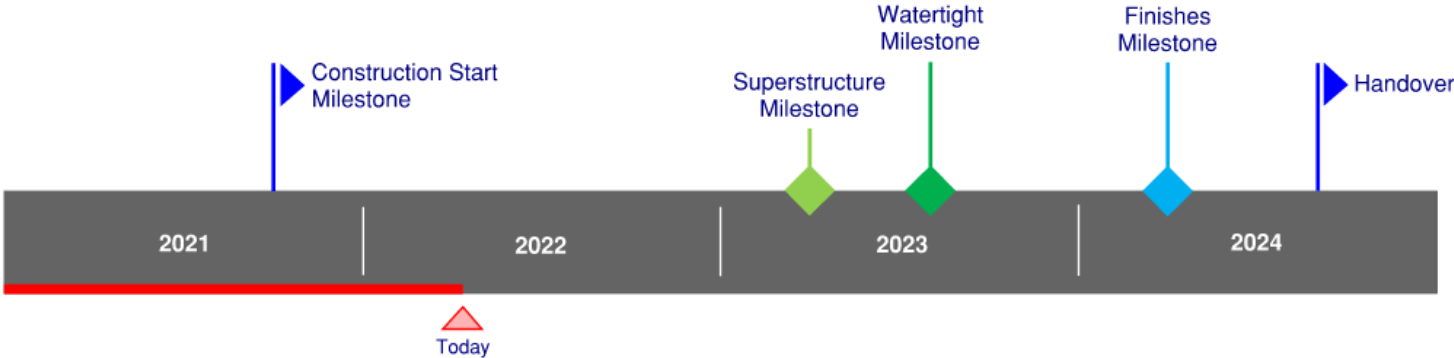 Watertight
Milestone
Finishes
Milestone
Construction Start
Milestone
Superstructure
Milestone
Handover
2021
2022
2023
2024
Today